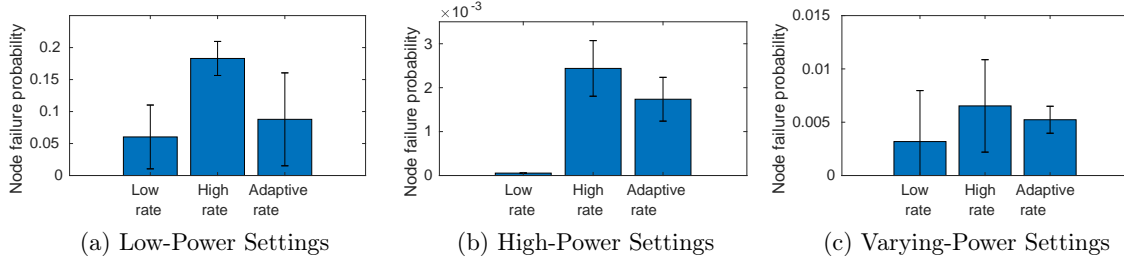 Node failure probability
0.2
0.15
0.1
0.05
0
Low rate
High rate
Adaptive rate
(a) Low-Power Settings
×10⁻³
Node failure probability
3
2
1
0
Low rate
High rate
Adaptive rate
(b) High-Power Settings
Node failure probability
0.015
0.01
0.005
0
Low rate
High rate
Adaptive rate
(c) Varying-Power Settings